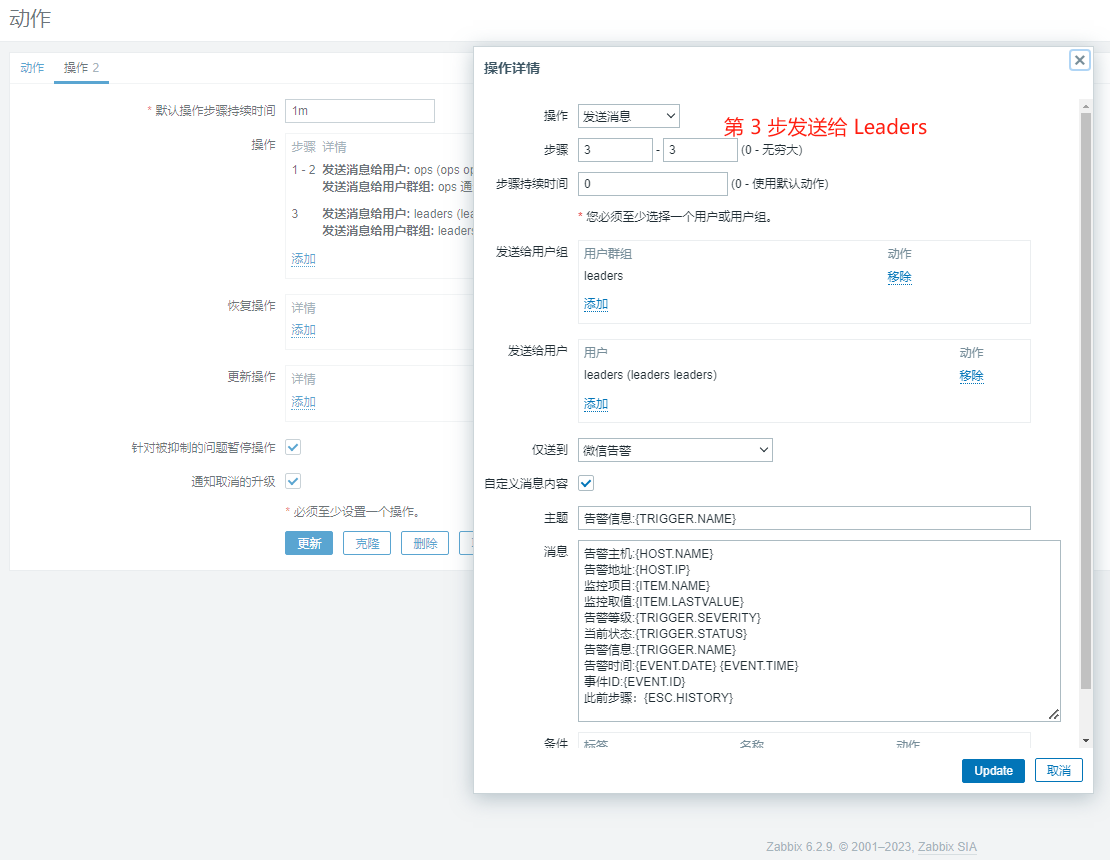 动作
动作 操作 2
* 默认操作步骤持续时间 1m
操作 步骤 详情
1 - 2 发送消息给用户: ops (ops op
发送消息给用户群组: ops 通
3 发送消息给用户: leaders (lea
发送消息给用户群组: leaders
添加
恢复操作 详情
添加
更新操作 详情
添加
针对被抑制的问题暂停操作
通知取消的升级
* 必须至少设置一个操作。
更新 克隆 删除
操作详情
操作 发送消息
第 3 步发送给 Leaders
步骤 3 - 3 (0 - 无穷大)
步骤持续时间 0 (0 - 使用默认动作)
* 您必须至少选择一个用户或用户组。
发送给用户组 用户群组 动作
leaders 移除
添加
发送给用户 用户 动作
leaders (leaders leaders) 移除
添加
仅送到 微信告警
自定义消息内容
主题 告警信息:{TRIGGER.NAME}
消息 告警主机:{HOST.NAME}
告警地址:{HOST.IP}
监控项目:{ITEM.NAME}
监控取值:{ITEM.LASTVALUE}
告警等级:{TRIGGER.SEVERITY}
当前状态:{TRIGGER.STATUS}
告警信息:{TRIGGER.NAME}
告警时间:{EVENT.DATE} {EVENT.TIME}
事件ID:{EVENT.ID}
此前步骤：{ESC.HISTORY}
条件 标签 名称 动作
Update 取消
Zabbix 6.2.9. © 2001–2023, Zabbix SIA